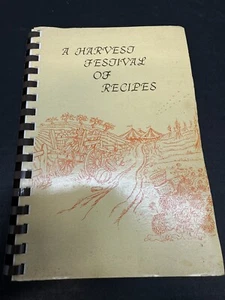 A HARVEST
FESTIVAL
OF
RECIPES